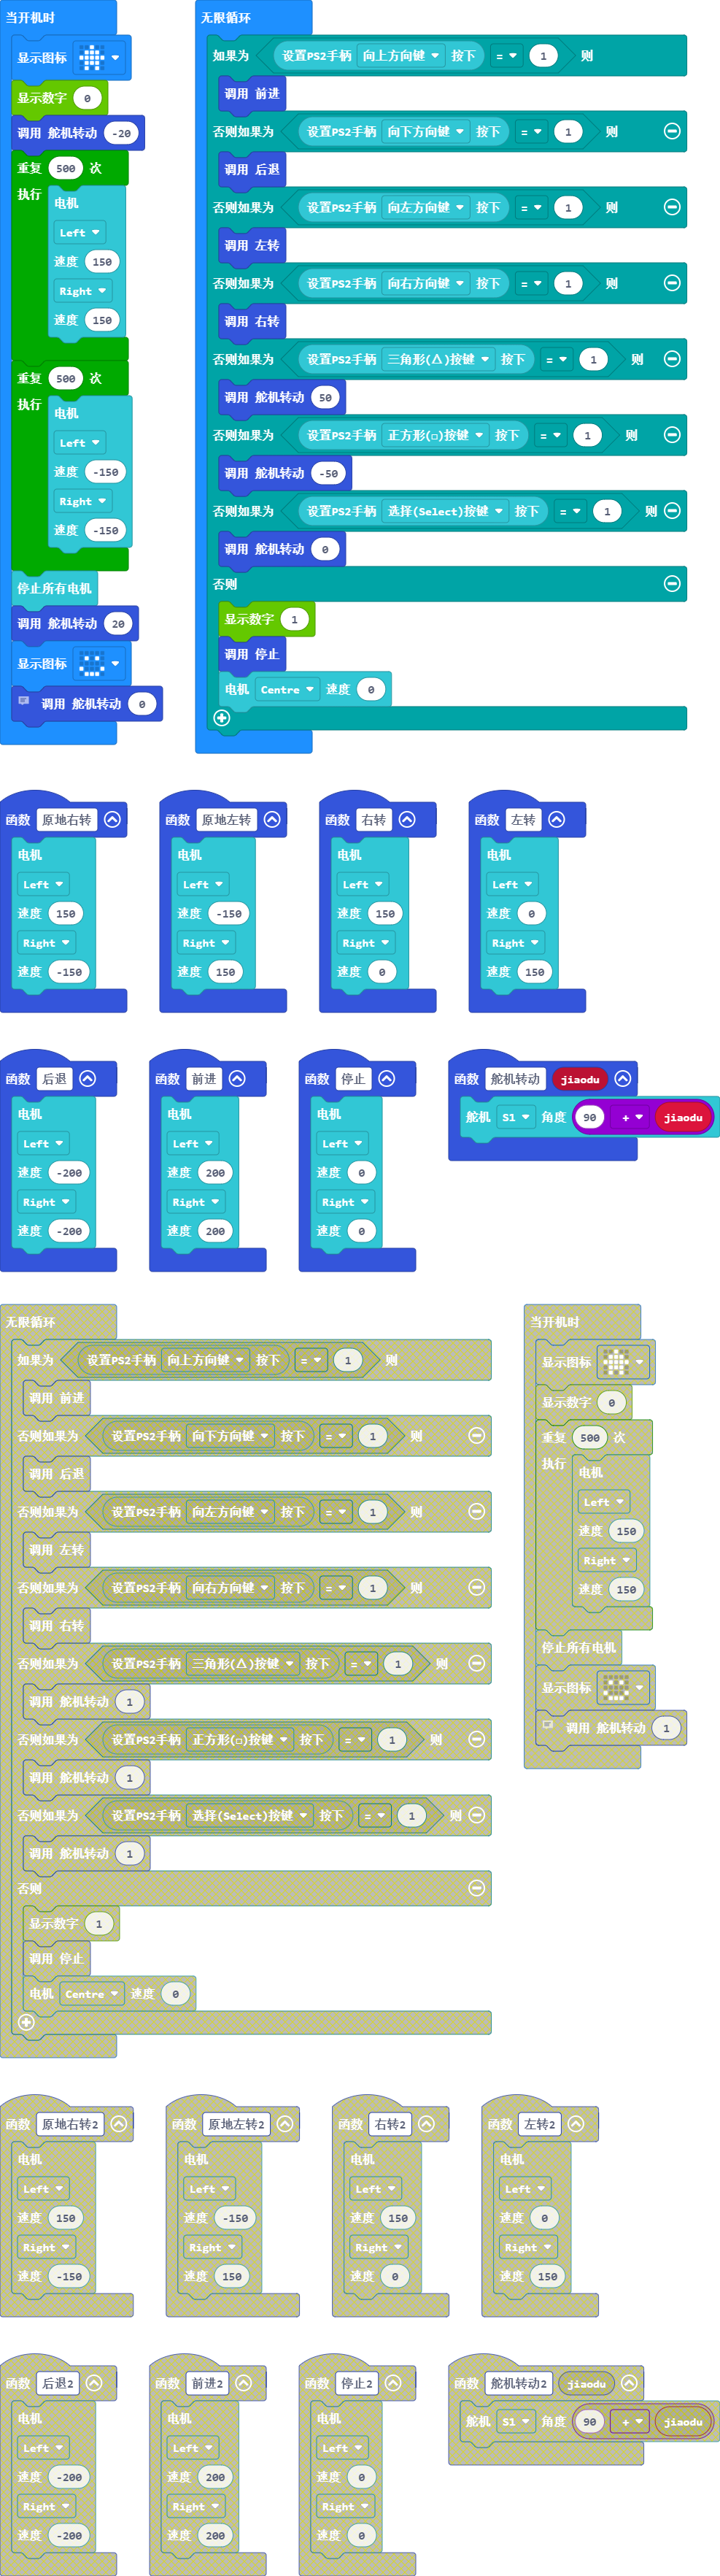 当开机时
显示图标
显示数字 0
调用 舵机转动 -20
重复 500 次
执行
电机
Left
速度 150
Right
速度 150
重复 500 次
执行
电机
Left
速度 -150
Right
速度 -150
停止所有电机
调用 舵机转动 20
显示图标
调用 舵机转动 0
无限循环
如果为 设置PS2手柄 向上方向键 按下 = 1 则
调用 前进
否则如果为 设置PS2手柄 向下方向键 按下 = 1 则
调用 后退
否则如果为 设置PS2手柄 向左方向键 按下 = 1 则
调用 左转
否则如果为 设置PS2手柄 向右方向键 按下 = 1 则
调用 右转
否则如果为 设置PS2手柄 三角形(Δ)按键 按下 = 1 则
调用 舵机转动 50
否则如果为 设置PS2手柄 正方形(□)按键 按下 = 1 则
调用 舵机转动 -50
否则如果为 设置PS2手柄 选择(Select)按键 按下 = 1 则
调用 舵机转动 0
否则
显示数字 1
调用 停止
电机 Centre 速度 0
函数 原地右转
电机
Left
速度 150
Right
速度 -150
函数 原地左转
电机
Left
速度 -150
Right
速度 150
函数 右转
电机
Left
速度 150
Right
速度 0
函数 左转
电机
Left
速度 0
Right
速度 150
函数 后退
电机
Left
速度 -200
Right
速度 -200
函数 前进
电机
Left
速度 200
Right
速度 200
函数 停止
电机
Left
速度 0
Right
速度 0
函数 舵机转动 jiaodu
舵机 S1 角度 90 + jiaodu
无限循环
如果为 设置PS2手柄 向上方向键 按下 = 1 则
调用 前进
否则如果为 设置PS2手柄 向下方向键 按下 = 1 则
调用 后退
否则如果为 设置PS2手柄 向左方向键 按下 = 1 则
调用 左转
否则如果为 设置PS2手柄 向右方向键 按下 = 1 则
调用 右转
否则如果为 设置PS2手柄 三角形(Δ)按键 按下 = 1 则
调用 舵机转动 1
否则如果为 设置PS2手柄 正方形(□)按键 按下 = 1 则
调用 舵机转动 1
否则如果为 设置PS2手柄 选择(Select)按键 按下 = 1 则
调用 舵机转动 1
否则
显示数字 1
调用 停止
电机 Centre 速度 0
当开机时
显示图标
显示数字 0
重复 500 次
执行
电机
Left
速度 150
Right
速度 150
停止所有电机
显示图标
调用 舵机转动 1
函数 原地右转2
电机
Left
速度 150
Right
速度 -150
函数 原地左转2
电机
Left
速度 -150
Right
速度 150
函数 右转2
电机
Left
速度 150
Right
速度 0
函数 左转2
电机
Left
速度 0
Right
速度 150
函数 后退2
电机
Left
速度 -200
Right
速度 -200
函数 前进2
电机
Left
速度 200
Right
速度 200
函数 停止2
电机
Left
速度 0
Right
速度 0
函数 舵机转动2 jiaodu
舵机 S1 角度 90 + jiaodu